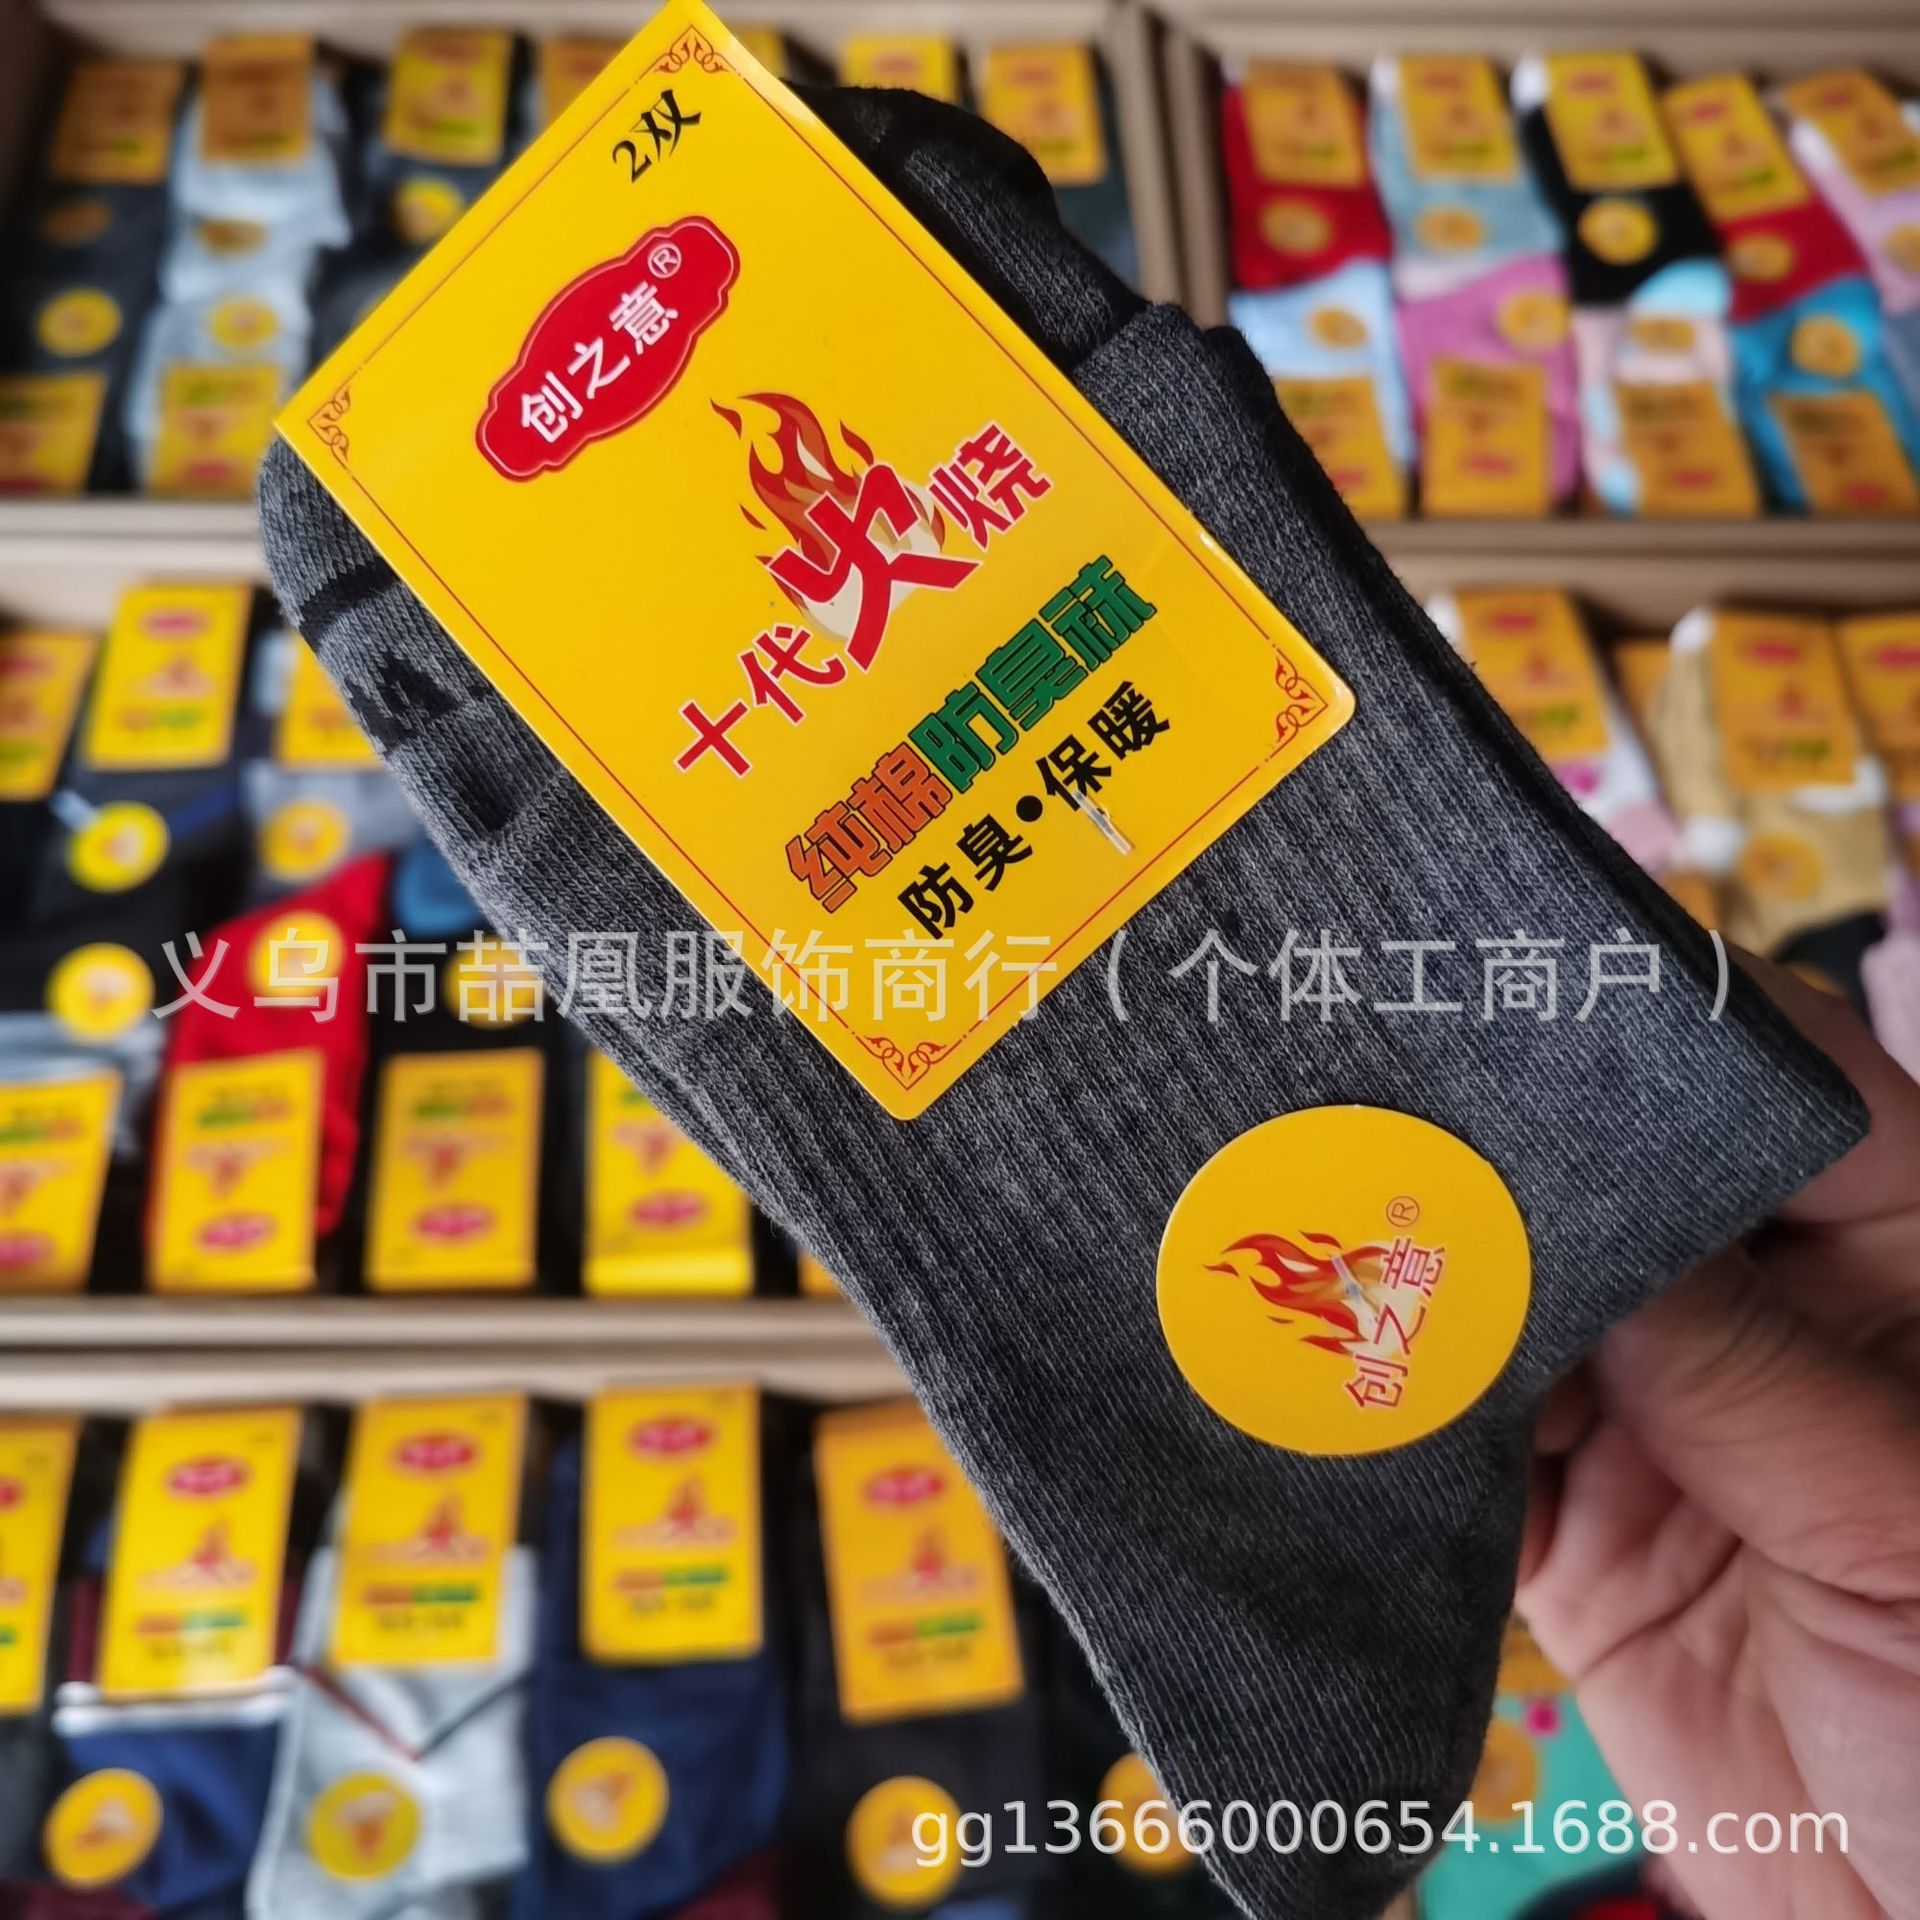 2双
创之意®
十代火烧
纯棉防臭袜
防臭•保暖
义乌市喆凰服饰商行(个体工商户)
创之意®
gg13666000654.1688.com